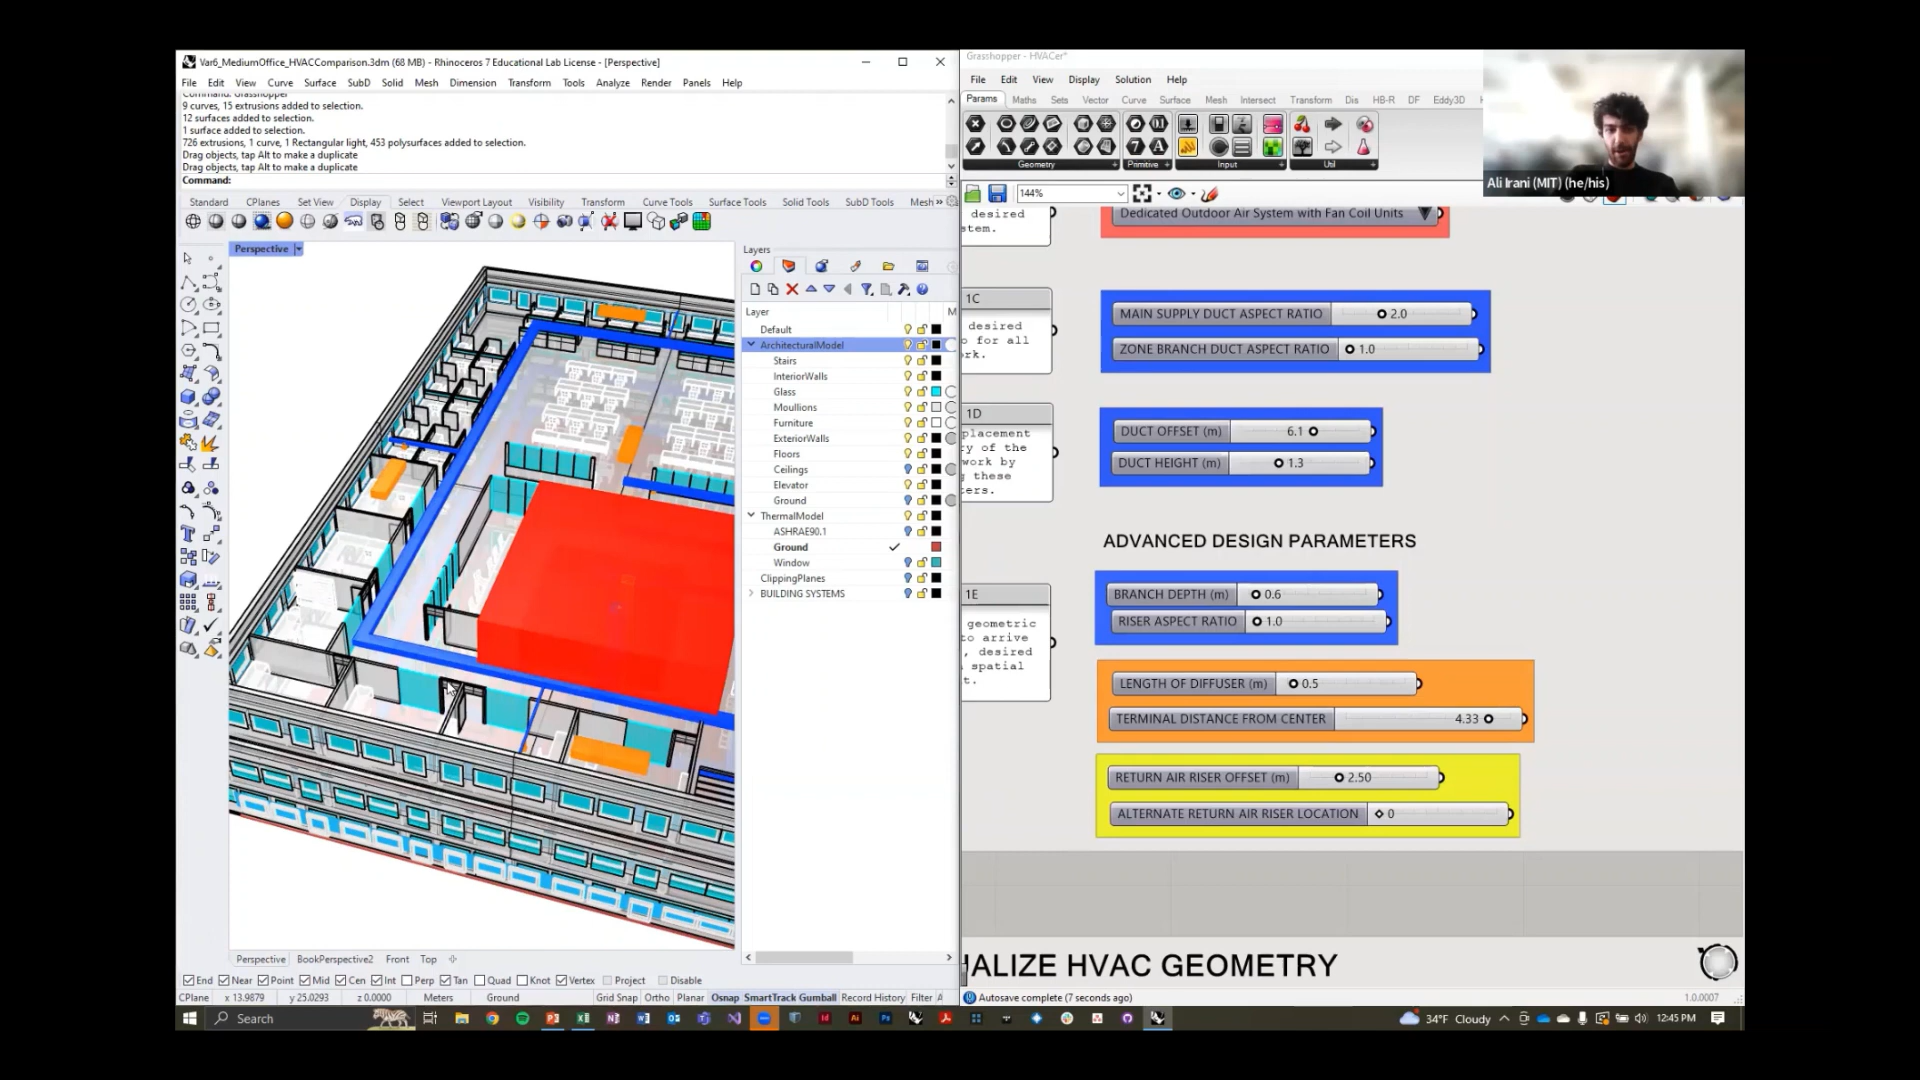 Var6_MediumOffice_HVACComparison.3dm (68 MB) - Rhinoceros 7 Educational Lab License - [Perspective]
File Edit View Curve Surface SubD Solid Mesh Dimension Transform Tools Analyze Render Panels Help
Command: Grasshopper
9 curves, 15 extrusions added to selection.
12 surfaces added to selection.
1 surface added to selection.
726 extrusions, 1 curve, 1 Rectangular light, 453 polysurfaces added to selection.
Drag objects, tap Alt to make a duplicate
Drag objects, tap Alt to make a duplicate
Command:
Standard CPlanes Set View Display Select Viewport Layout Visibility Transform Curve Tools Surface Tools Solid Tools SubD Tools Mesh »
Perspective
Layers
Layer M
Default
ArchitecturalModel
Stairs
InteriorWalls
Glass
Moullions
Furniture
ExteriorWalls
Floors
Ceilings
Elevator
Ground
ThermalModel
ASHRAE90.1
Ground
Window
ClippingPlanes
BUILDING SYSTEMS
Perspective BookPerspective2 Front Top
End Near Point Mid Cen Int Perp Tan Quad Knot Vertex Project Disable
CPlane x 13.9879 y 25.0293 z 0.0000 Meters Ground Grid Snap Ortho Planar Osnap SmartTrack Gumball Record History Filter A
Grasshopper - HVACer*
File Edit View Display Solution Help
Params Maths Sets Vector Curve Surface Mesh Intersect Transform Dis HB-R DF Eddy3D
Geometry Primitive Input Util
144%
Ali Irani (MIT) (he/his)
desired
stem.
Dedicated Outdoor Air System with Fan Coil Units
1C
desired
o for all
rk.
MAIN SUPPLY DUCT ASPECT RATIO 2.0
ZONE BRANCH DUCT ASPECT RATIO 1.0
1D
placement
ry of the
work by
g these
ters.
DUCT OFFSET (m) 6.1
DUCT HEIGHT (m) 1.3
ADVANCED DESIGN PARAMETERS
1E
geometric
to arrive
, desired
spatial
t.
BRANCH DEPTH (m) 0.6
RISER ASPECT RATIO 1.0
LENGTH OF DIFFUSER (m) 0.5
TERMINAL DISTANCE FROM CENTER 4.33
RETURN AIR RISER OFFSET (m) 2.50
ALTERNATE RETURN AIR RISER LOCATION 0
UALIZE HVAC GEOMETRY
Autosave complete (7 seconds ago) 1.0.0007
Search
34°F Cloudy 12:45 PM